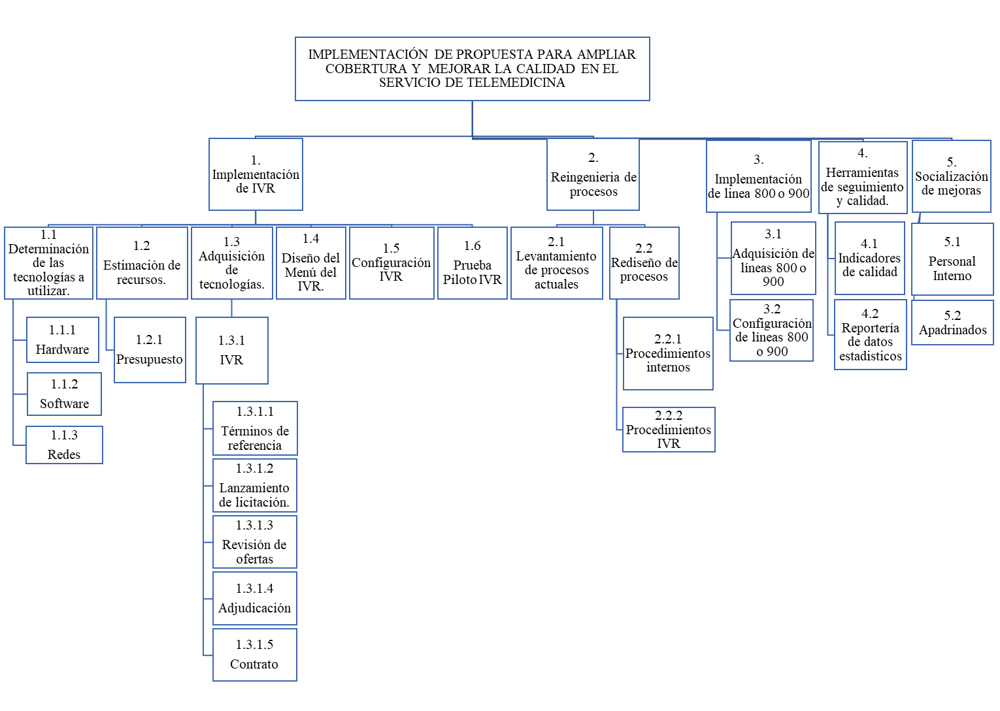 IMPLEMENTACIÓN DE PROPUESTA PARA AMPLIAR
COBERTURA Y MEJORAR LA CALIDAD EN EL
SERVICIO DE TELEMEDICINA
1.
Implementación
de IVR
2.
Reingenieria de
procesos
3.
Implementación
de línea 800 o 900
4.
Herramientas
de seguimiento
y calidad.
5.
Socialización
de mejoras
1.1
Determinación
de las
tecnologías a
utilizar.
1.2
Estimación de
recursos.
1.3
Adquisición
de
tecnologías.
1.4
Diseño del
Menú del
IVR.
1.5
Configuración
IVR
1.6
Prueba
Piloto IVR
2.1
Levantamiento
de procesos
actuales
2.2
Rediseño de
procesos
3.1
Adquisición de
líneas 800 o
900
4.1
Indicadores
de calidad
5.1
Personal
Interno
1.1.1
Hardware
1.1.2
Software
1.1.3
Redes
1.2.1
Presupuesto
1.3.1
IVR
1.3.1.1
Términos de
referencia
1.3.1.2
Lanzamiento
de licitación.
1.3.1.3
Revisión de
ofertas
1.3.1.4
Adjudicación
1.3.1.5
Contrato
2.2.1
Procedimientos
internos
2.2.2
Procedimientos
IVR
3.2
Configuración
de líneas 800
o 900
4.2
Reportería
de datos
estadisticos
5.2
Apadrinados